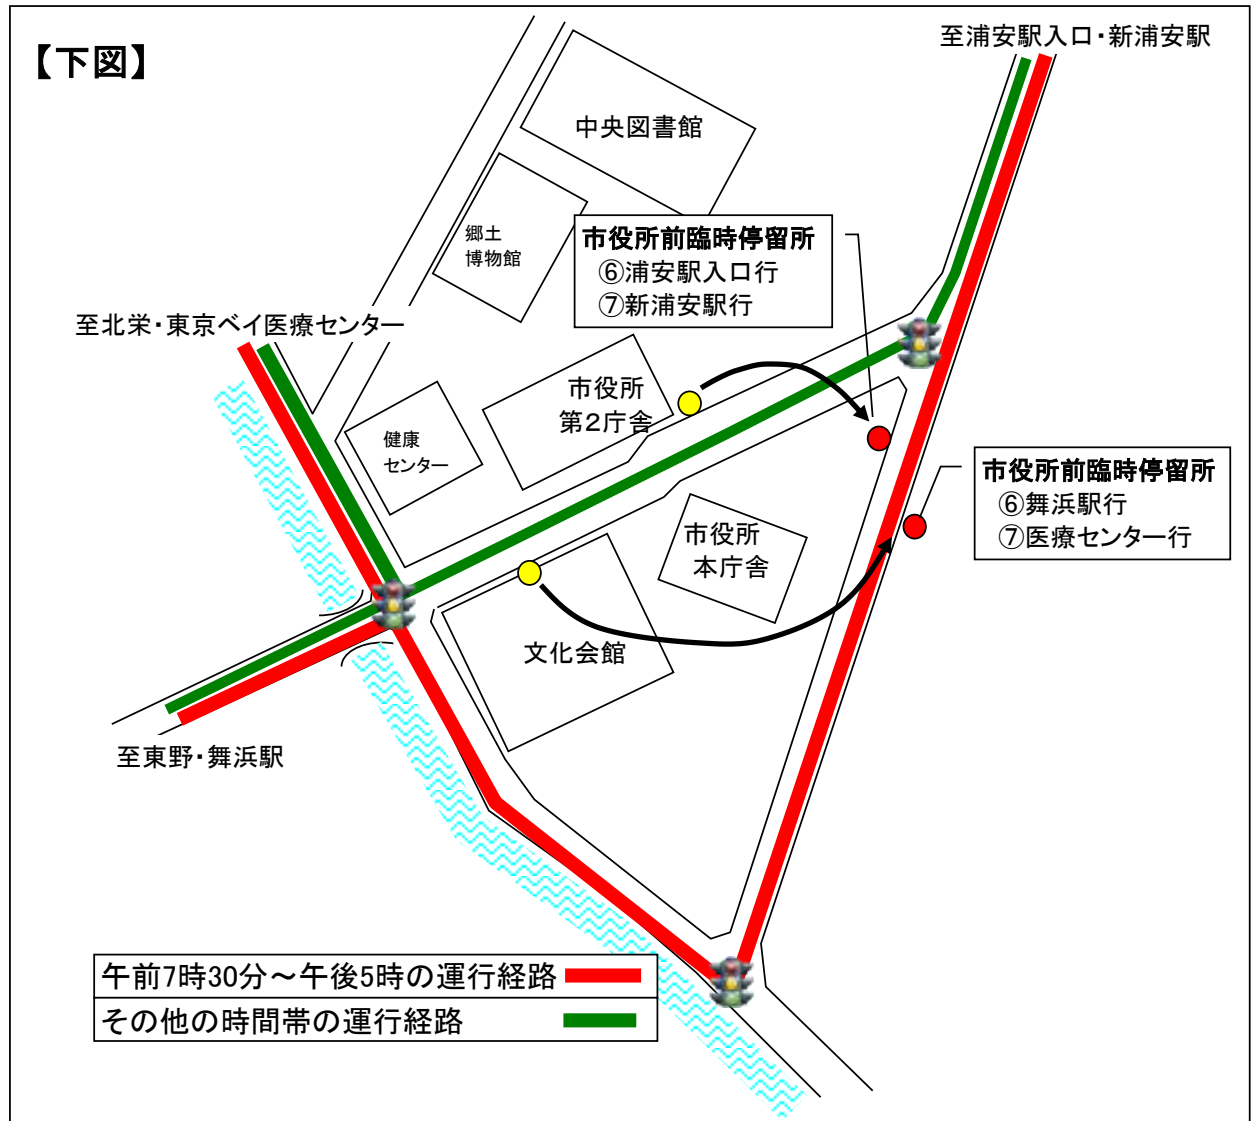 【下図】
至浦安駅入口・新浦安駅
中央図書館
郷土
博物館
市役所前臨時停留所
⑥浦安駅入口行
⑦新浦安駅行
至北栄・東京ベイ医療センター
市役所
第2庁舎
健康
センター
市役所前臨時停留所
⑥舞浜駅行
⑦医療センター行
市役所
本庁舎
文化会館
至東野・舞浜駅
午前7時30分～午後5時の運行経路
その他の時間帯の運行経路